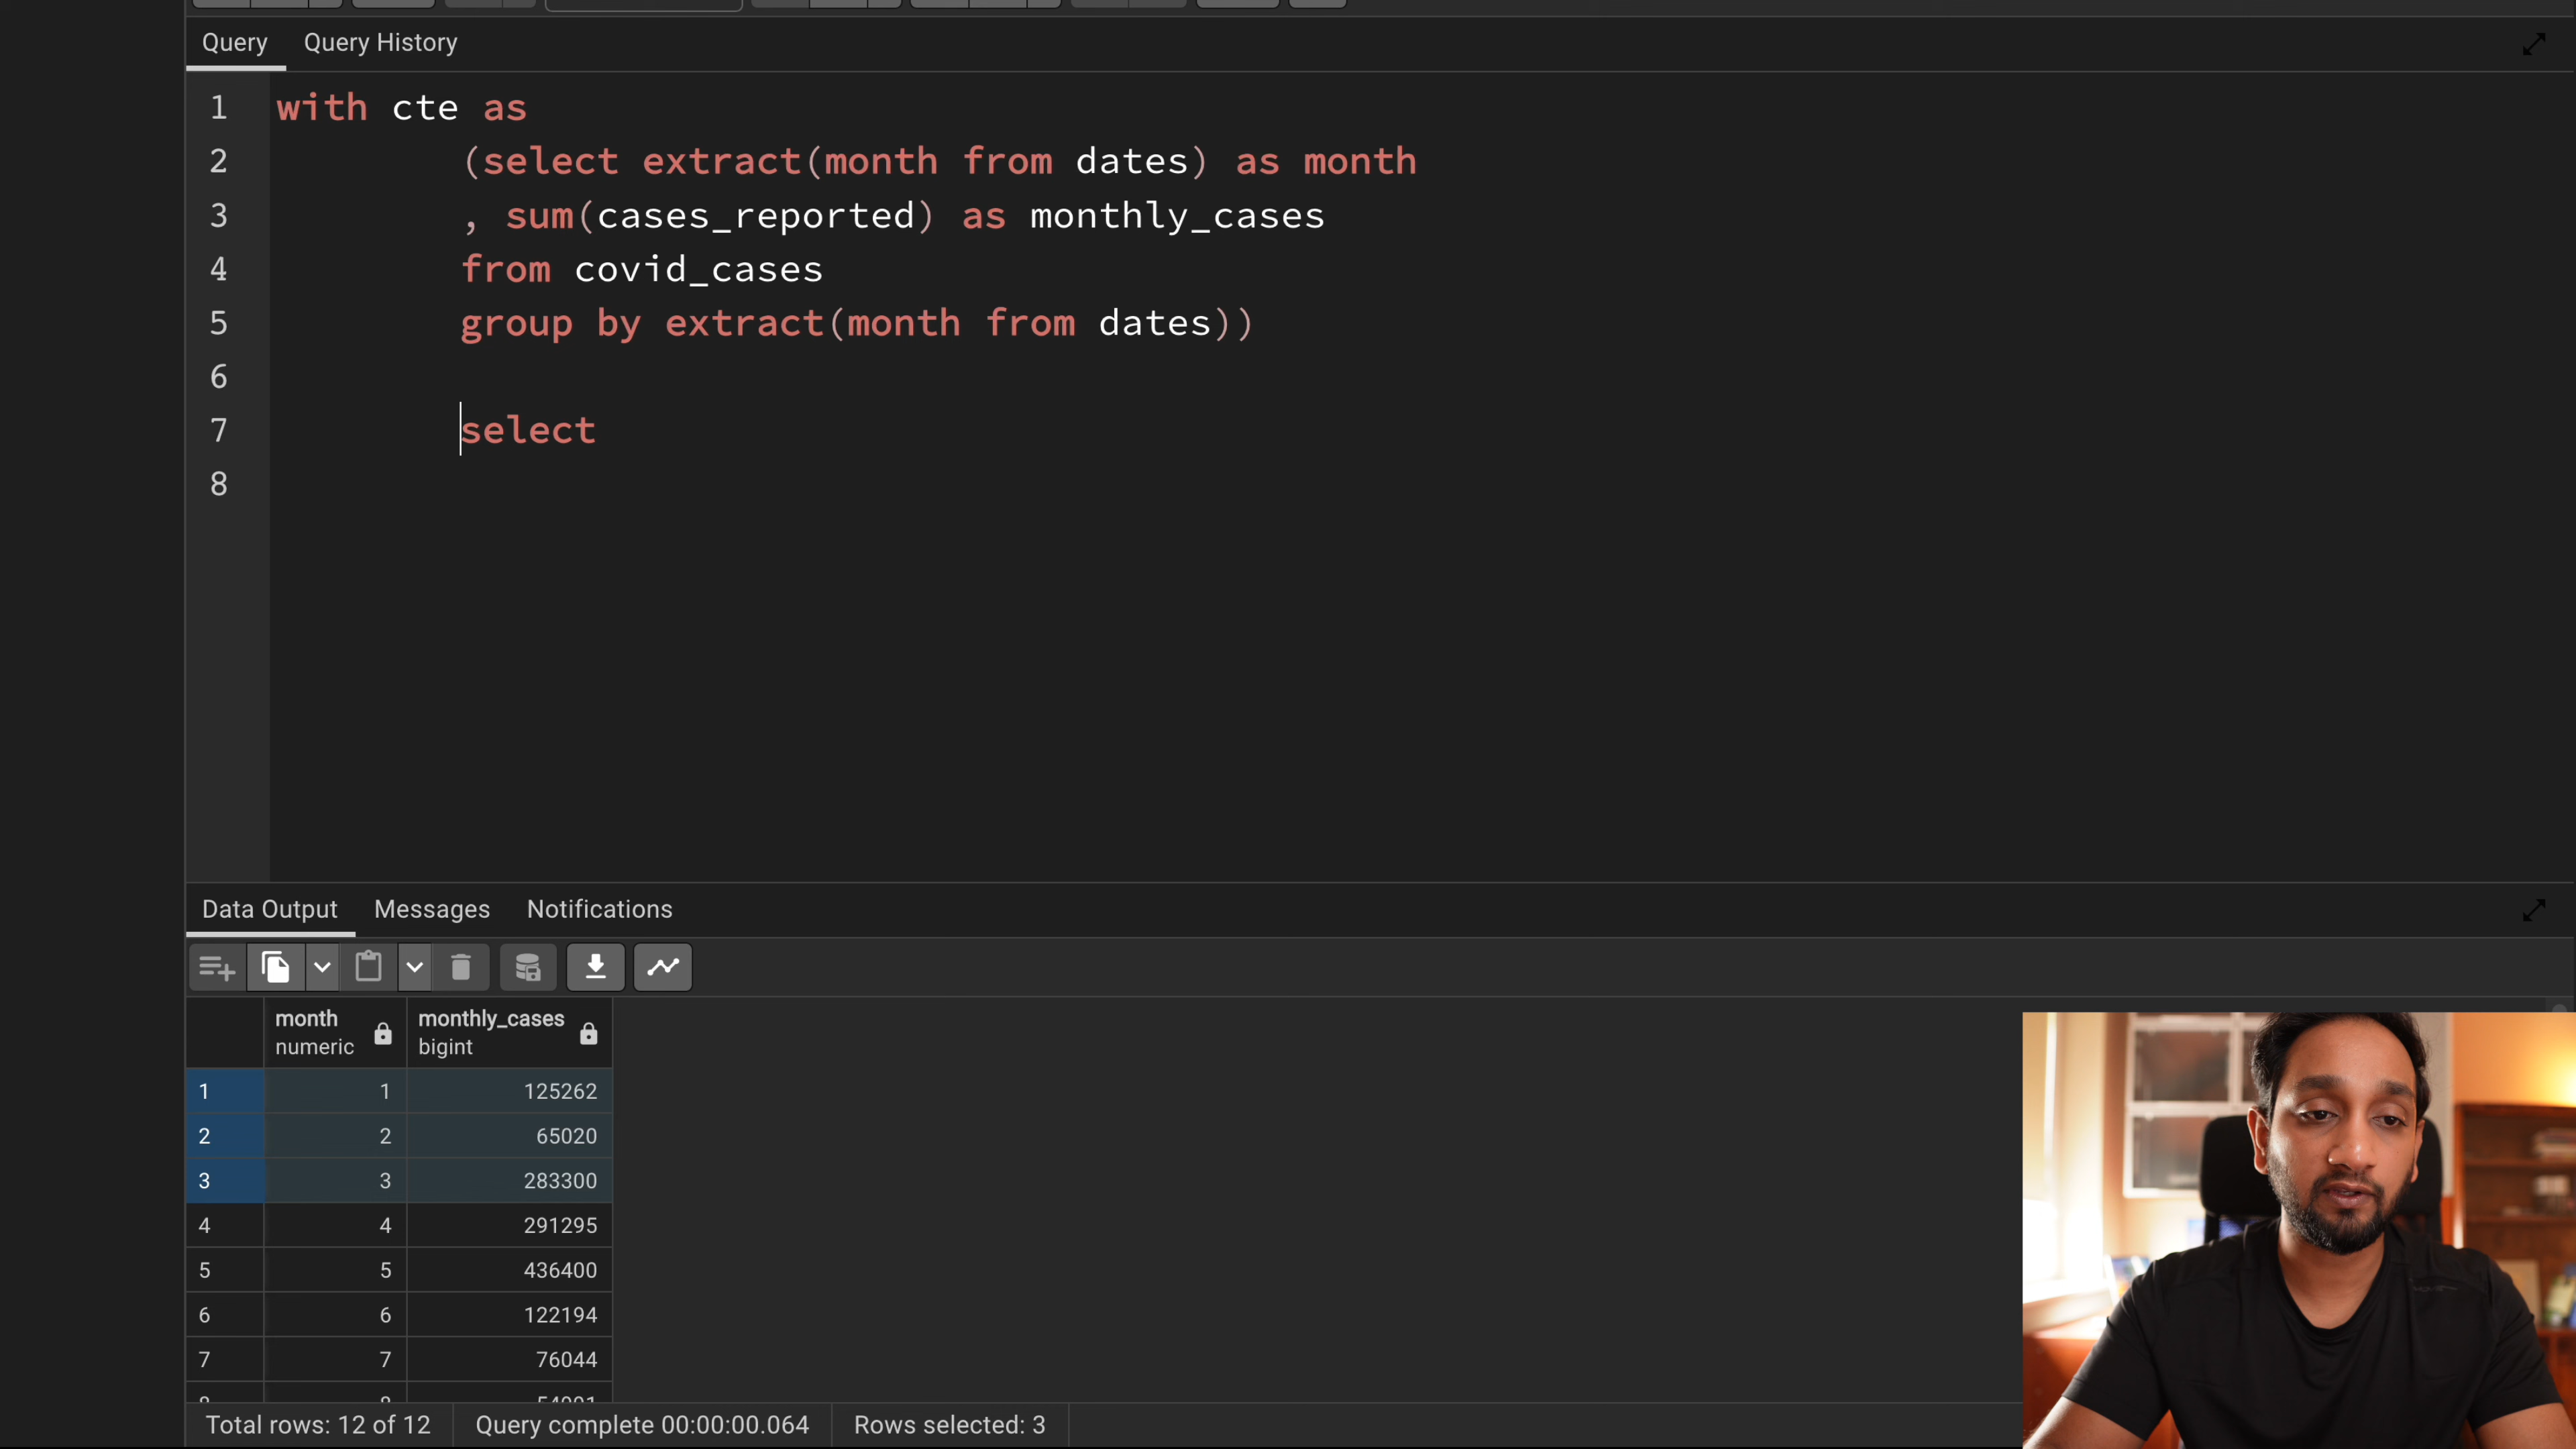 Query Query History
1 with cte as
2 (select extract(month from dates) as month
3 , sum(cases_reported) as monthly_cases
4 from covid_cases
5 group by extract(month from dates))
6
7 select
8
Data Output Messages Notifications
month numeric monthly_cases bigint
1 1 125262
2 2 65020
3 3 283300
4 4 291295
5 5 436400
6 6 122194
7 7 76044
Total rows: 12 of 12 Query complete 00:00:00.064 Rows selected: 3